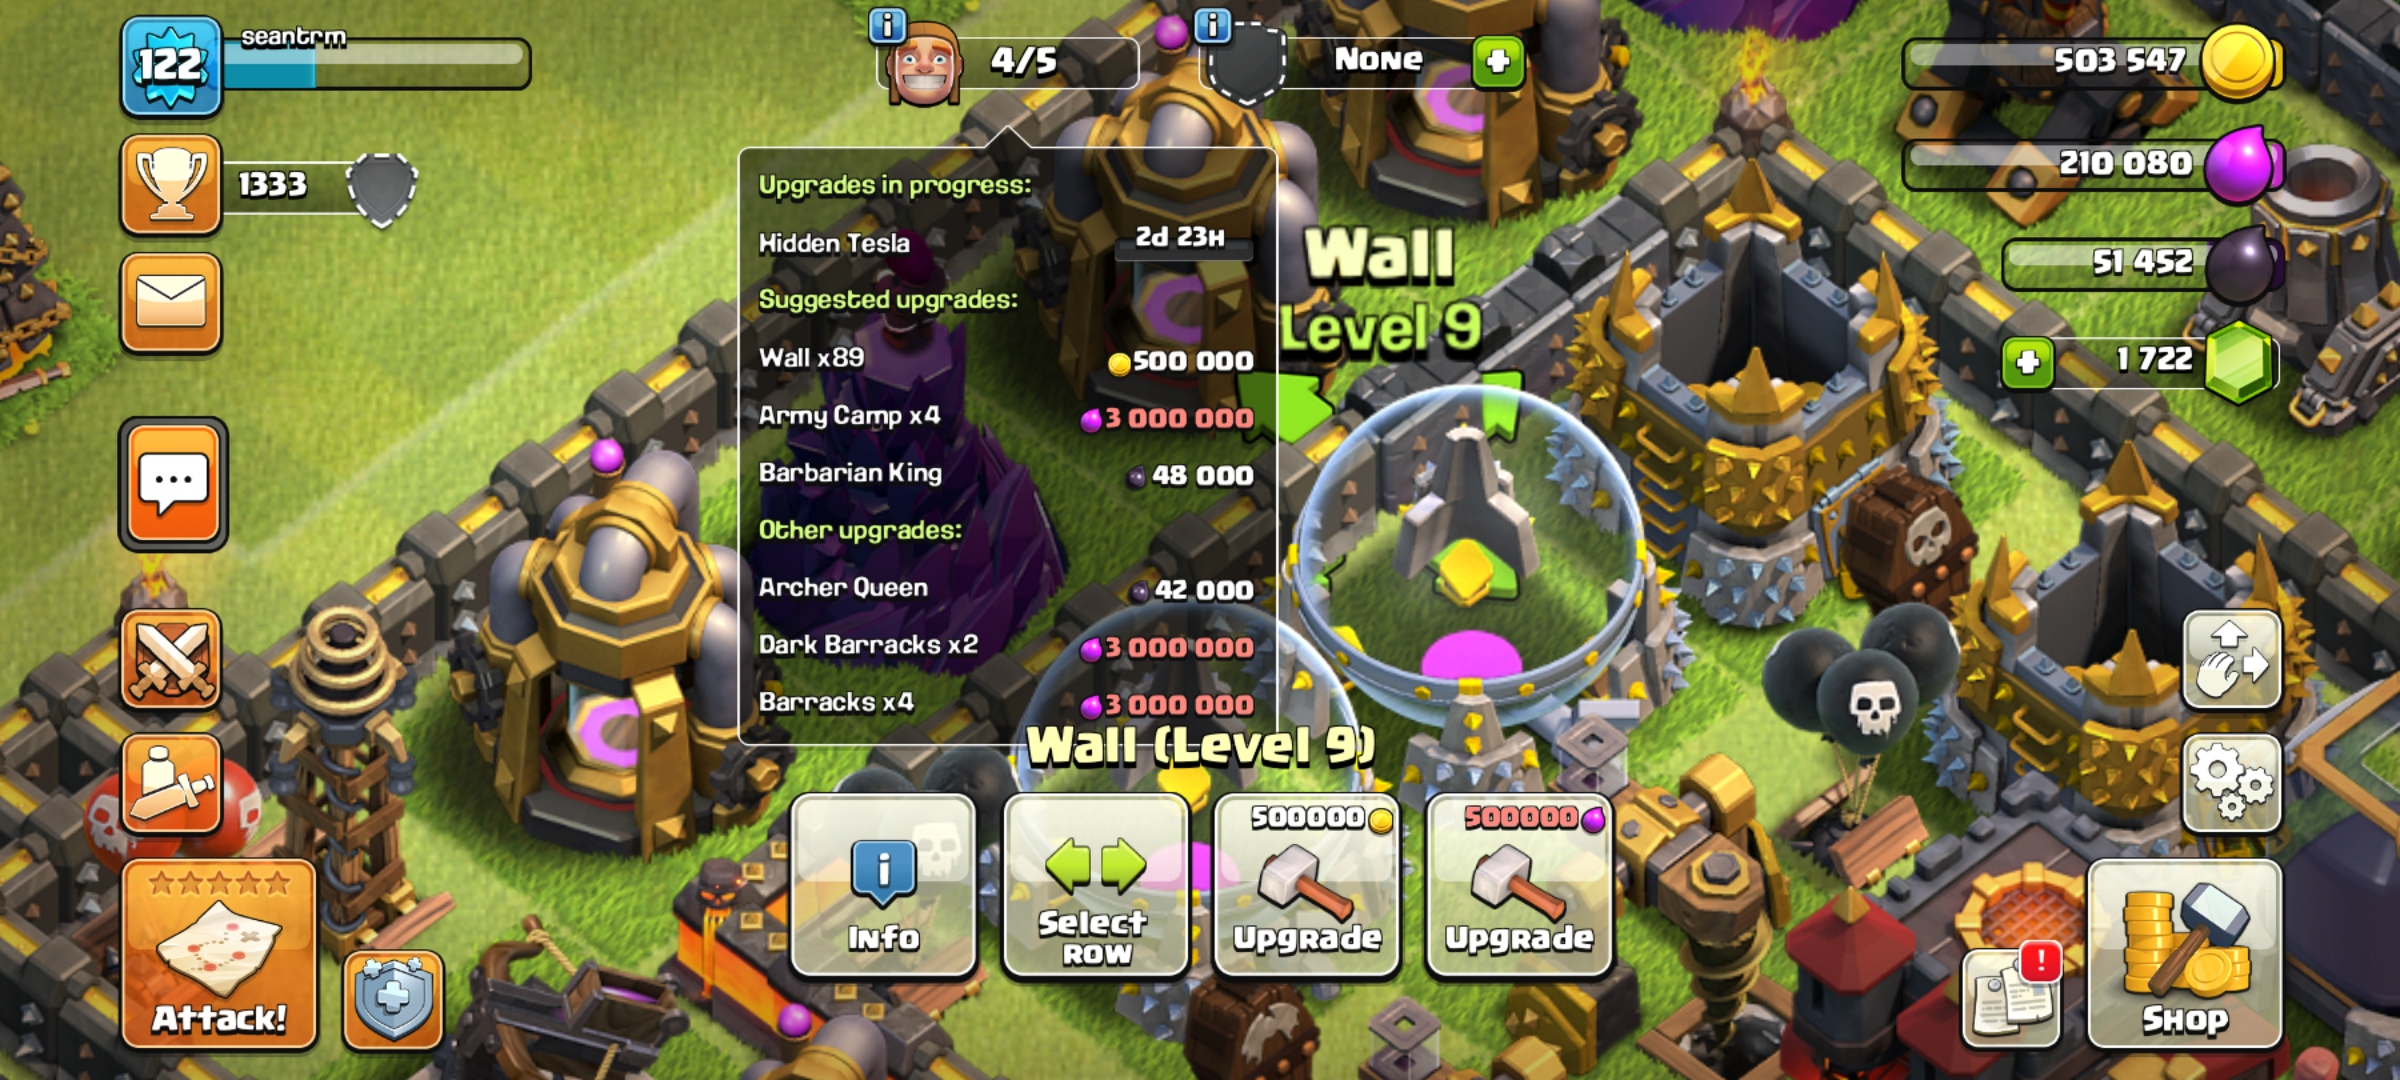 122
seantrm
1333
4/5
None
503 547
210 080
51 452
1 722
Upgrades in progress:
Hidden Tesla 2d 23H
Suggested upgrades:
Wall x89 500 000
Army Camp x4 3 000 000
Barbarian King 48 000
Other upgrades:
Archer Queen 42 000
Dark Barracks x2 3 000 000
Barracks x4 3 000 000
Wall
Level 9
Wall (Level 9)
Info
Select
Row
500000
Upgrade
500000
Upgrade
Attack!
!
Shop